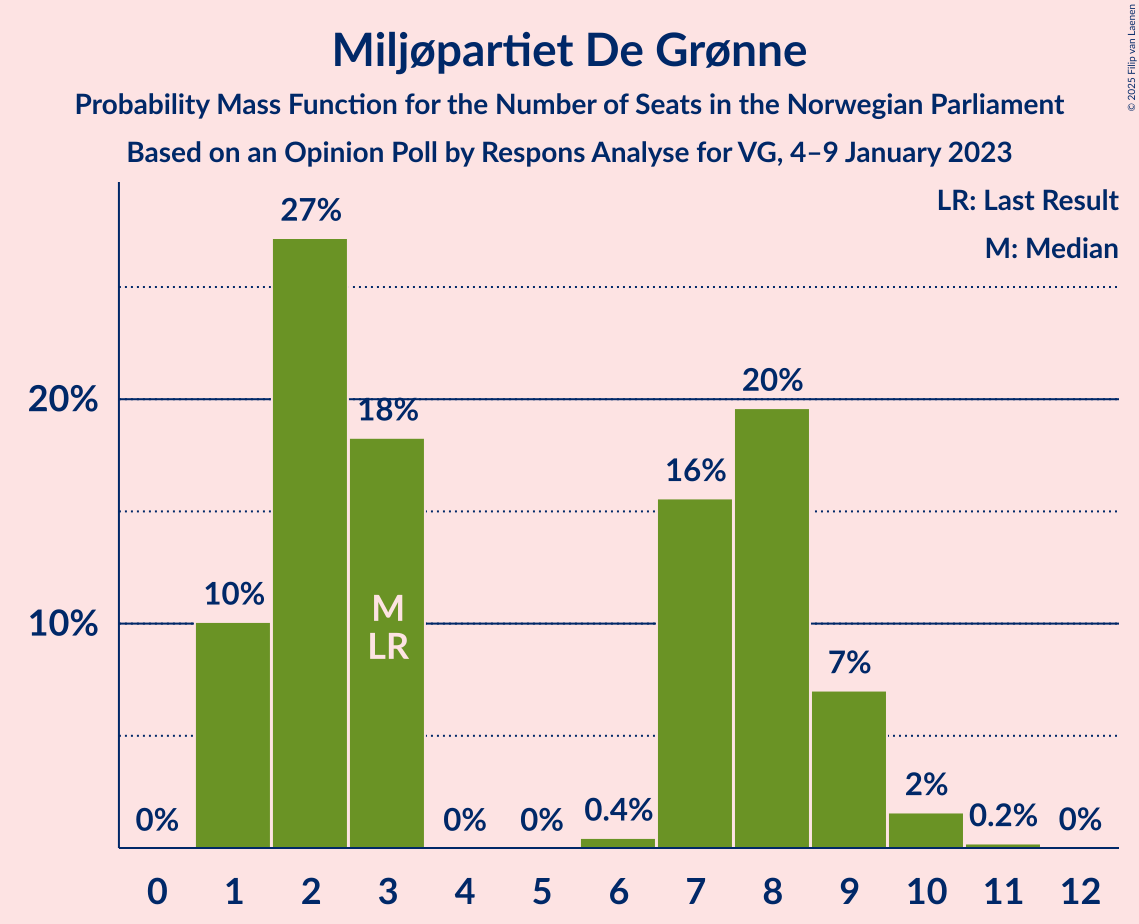 Miljøpartiet De Grønne
Probability Mass Function for the Number of Seats in the Norwegian Parliament
Based on an Opinion Poll by Respons Analyse for VG, 4–9 January 2023
© 2025 Filip van Laenen
LR: Last Result
M: Median
27%
20%
20%
18%
16%
10%
10%
M
LR
7%
2%
0%
0%
0%
0.4%
0.2%
0%
0 1 2 3 4 5 6 7 8 9 10 11 12